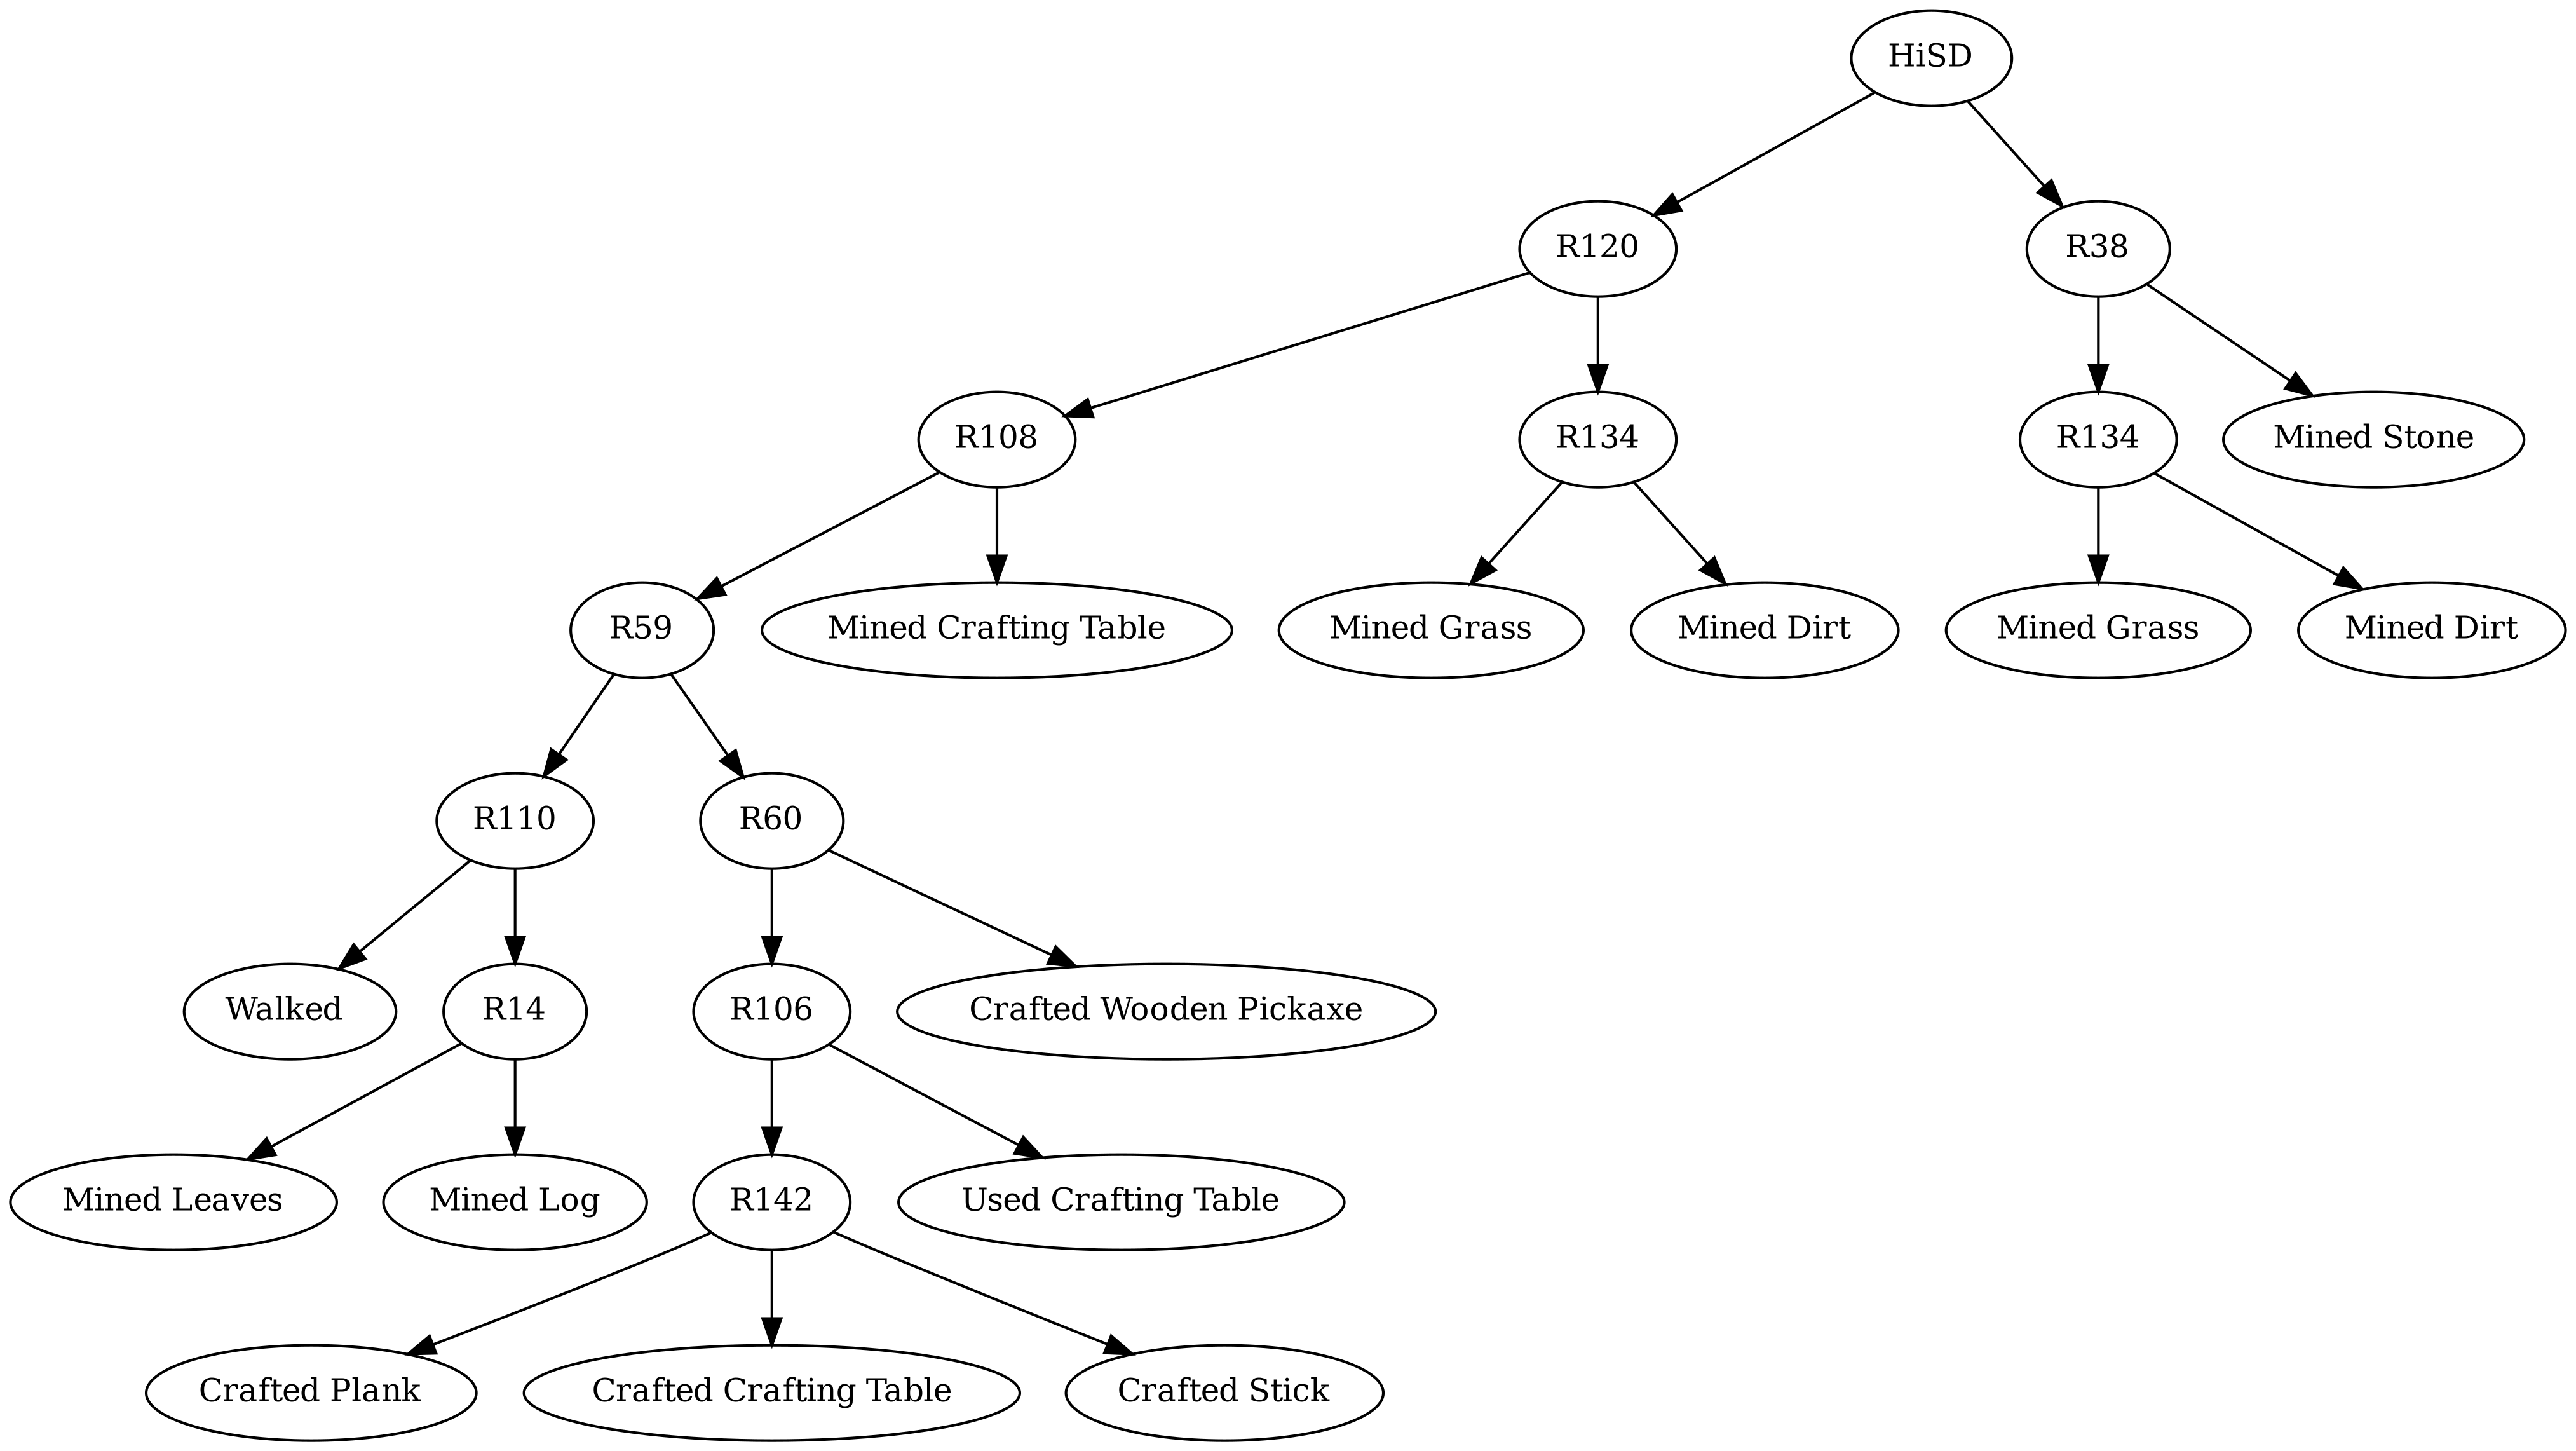 HiSD
R120
R38
R108
R134
R134
Mined Stone
R59
Mined Crafting Table
Mined Grass
Mined Dirt
Mined Grass
Mined Dirt
R110
R60
Walked
R14
R106
Crafted Wooden Pickaxe
Mined Leaves
Mined Log
R142
Used Crafting Table
Crafted Plank
Crafted Crafting Table
Crafted Stick